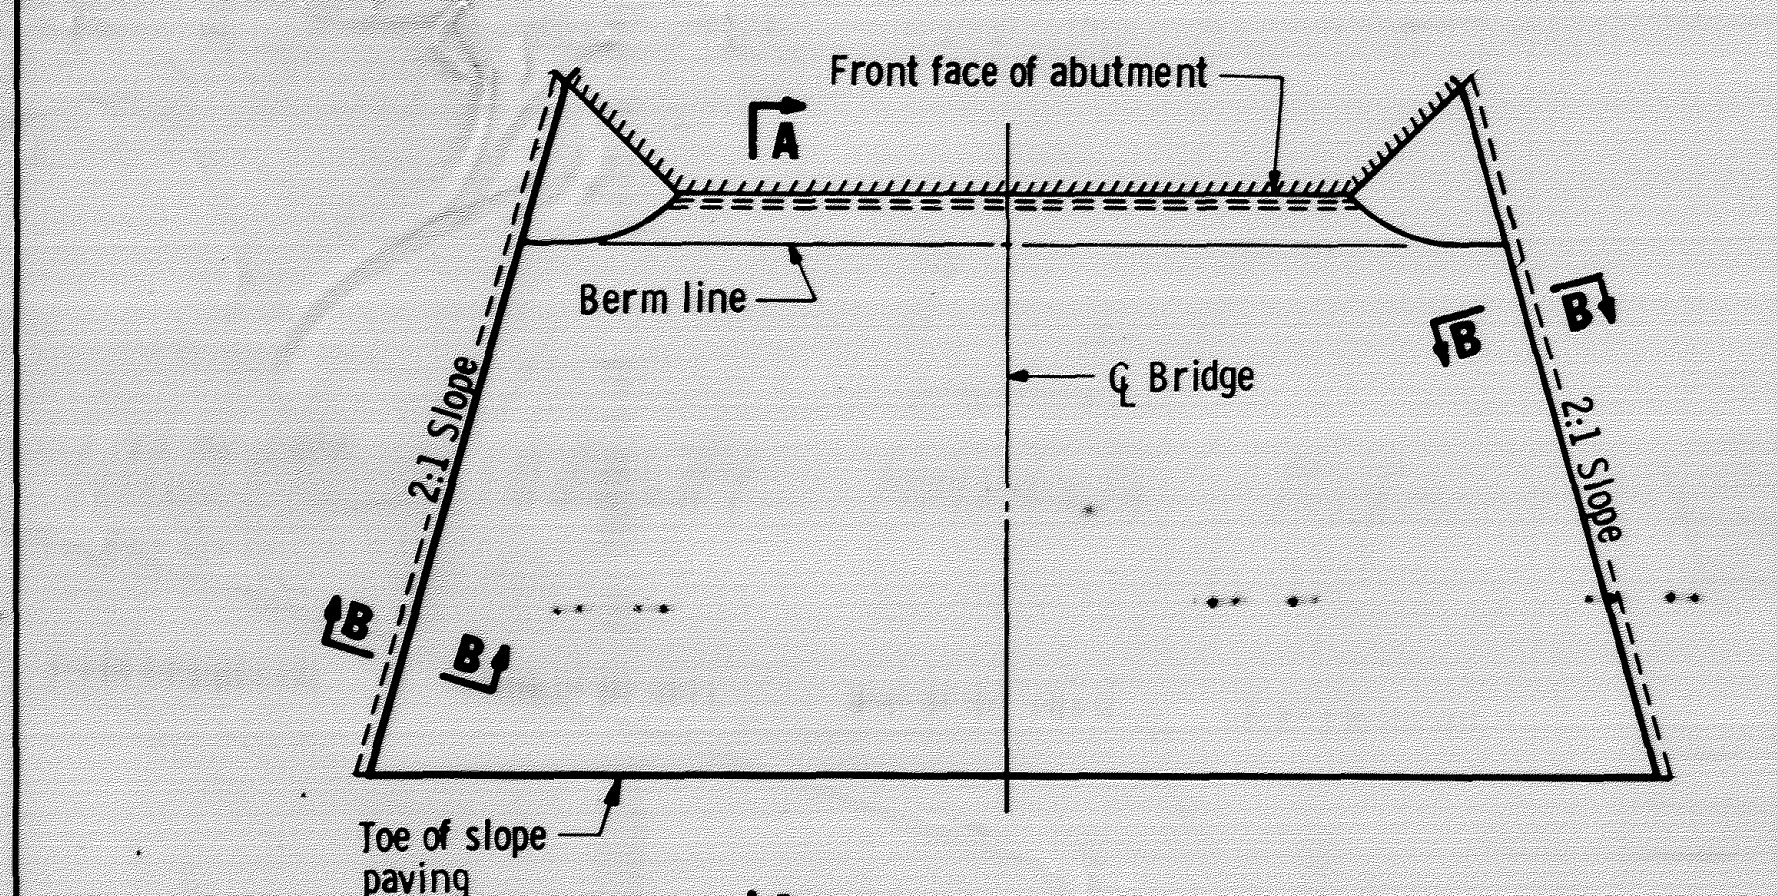 Front face of abutment
A
Berm line
B
B
℄ Bridge
2:1 Slope
2:1 Slope
B
B
Toe of slope
paving